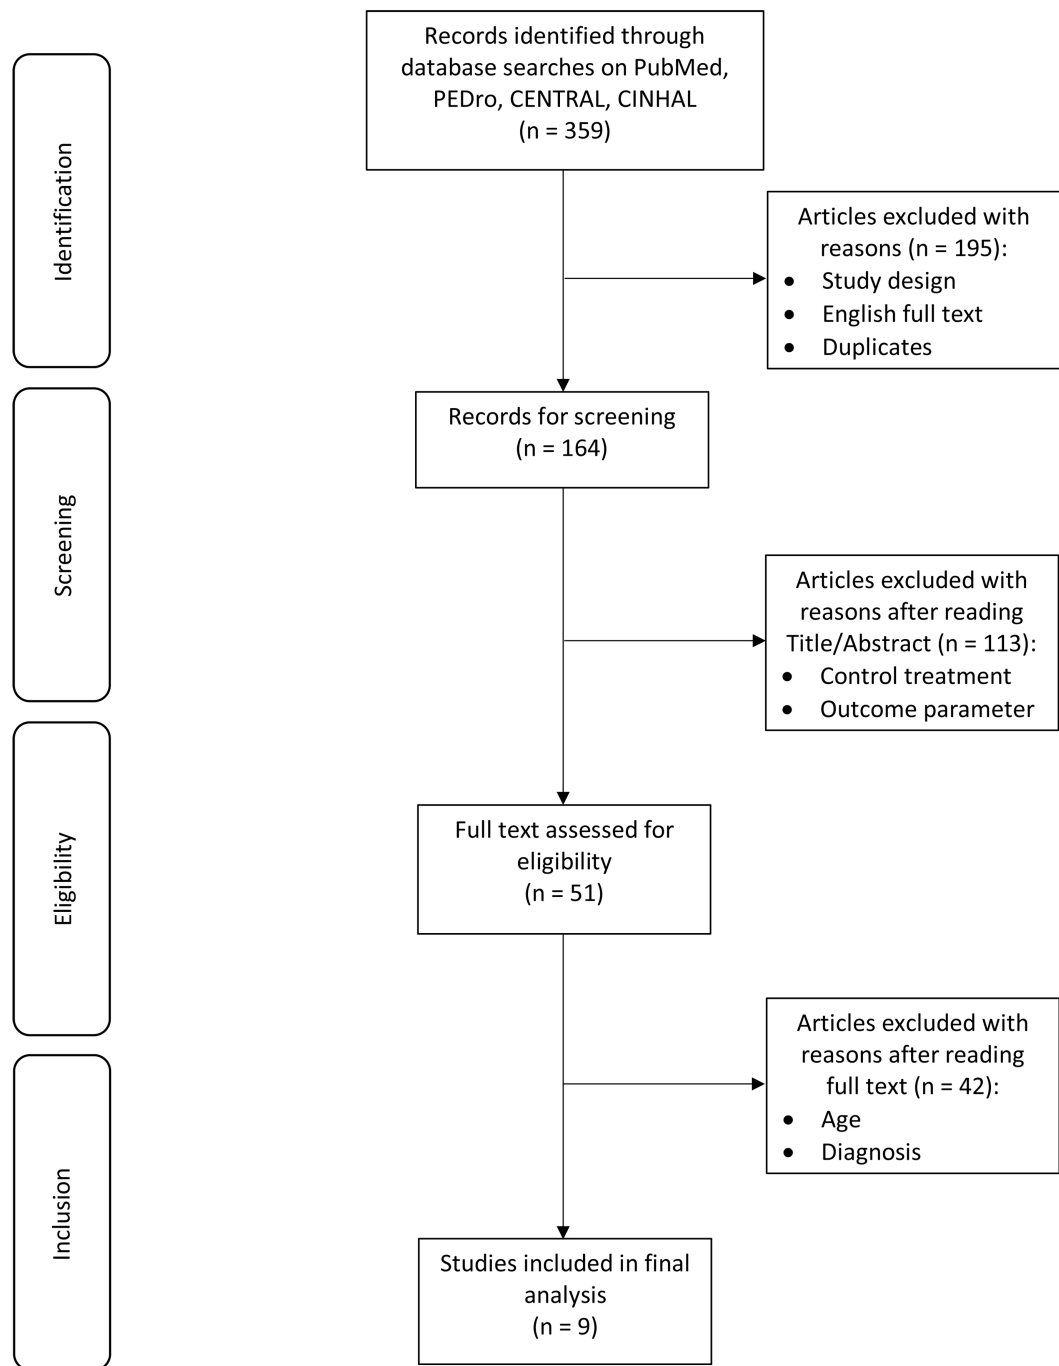 Records identified through
database searches on PubMed,
PEDro, CENTRAL, CINHAL
(n = 359)
Identification
Articles excluded with
reasons (n = 195):
• Study design
• English full text
• Duplicates
Records for screening
(n = 164)
Screening
Articles excluded with
reasons after reading
Title/Abstract (n = 113):
• Control treatment
• Outcome parameter
Full text assessed for
eligibility
(n = 51)
Eligibility
Articles excluded with
reasons after reading
full text (n = 42):
• Age
• Diagnosis
Inclusion
Studies included in final
analysis
(n = 9)